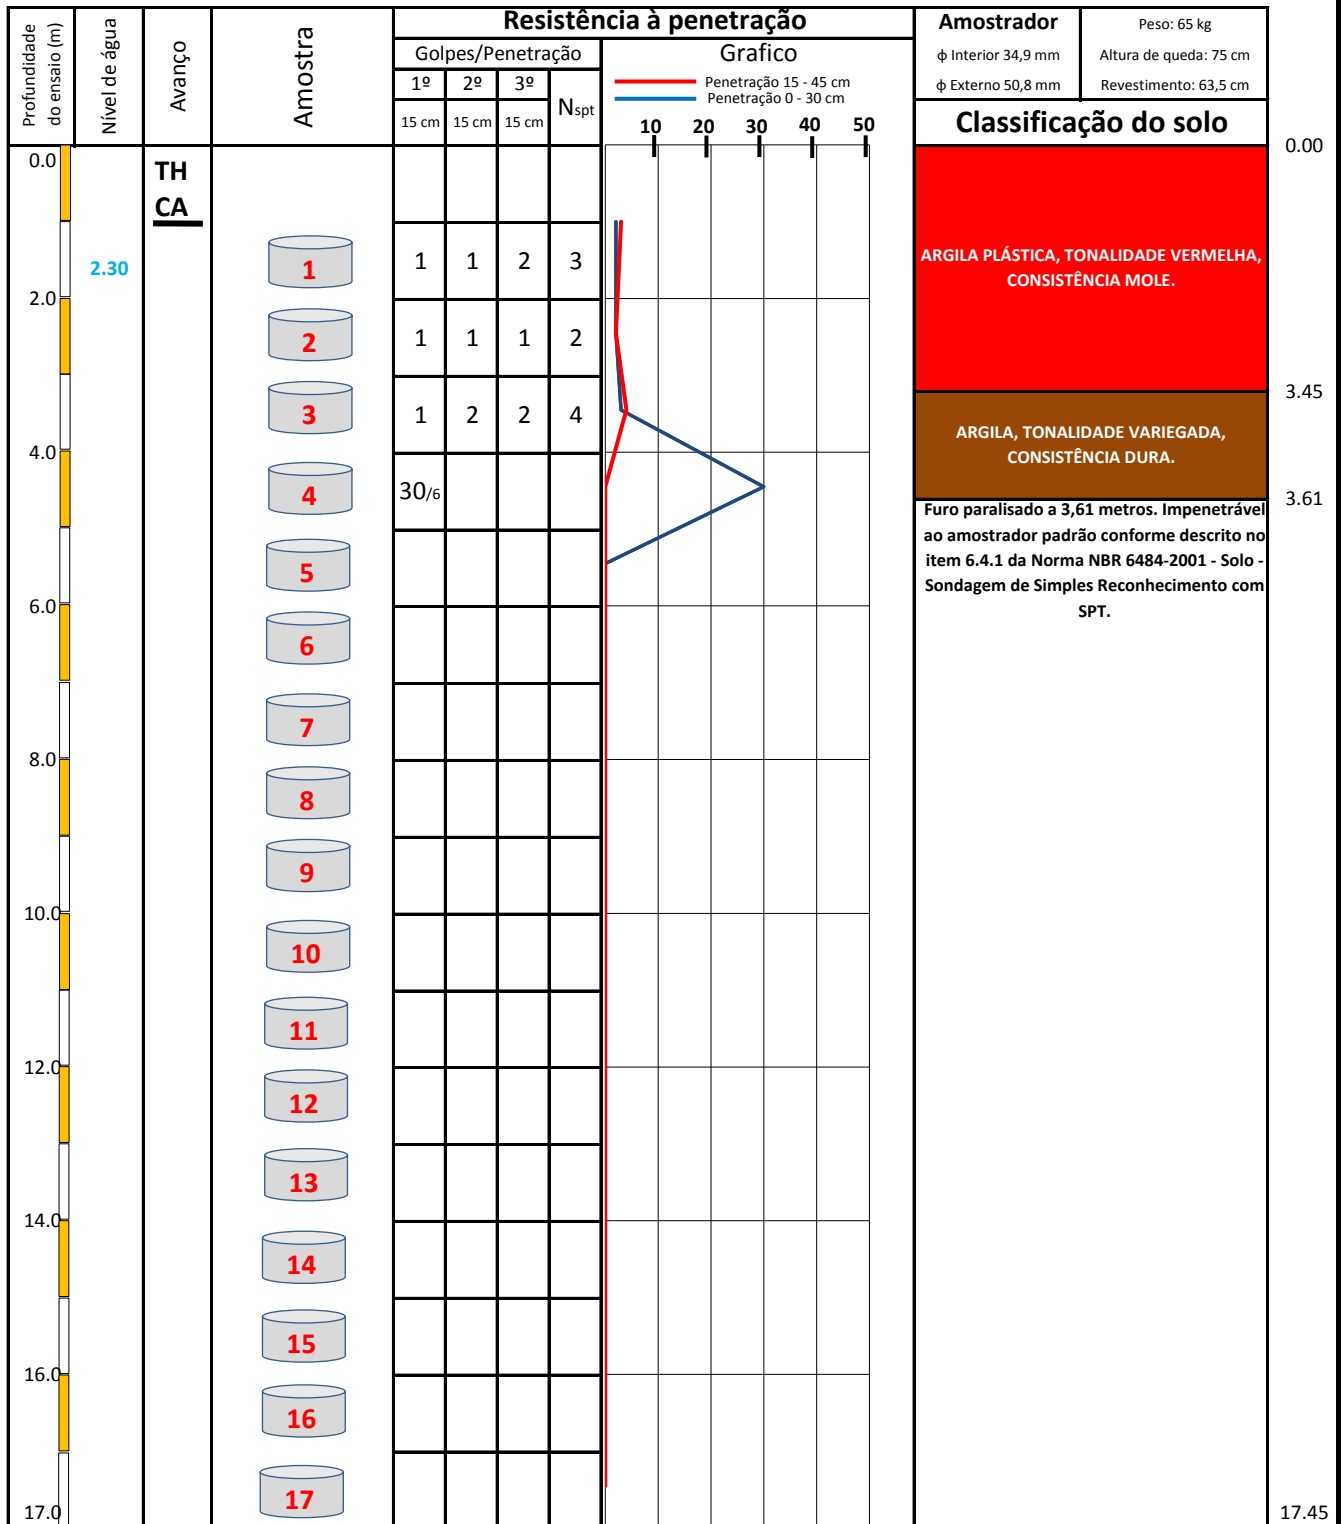 Profundidade do ensaio (m)
Nível de água
Avanço
Amostra
Resistência à penetração
Golpes/Penetração
1º 2º 3º Nspt
15 cm 15 cm 15 cm
Grafico
Penetração 15 - 45 cm
Penetração 0 - 30 cm
10 20 30 40 50
Amostrador
ϕ Interior 34,9 mm
ϕ Externo 50,8 mm
Peso: 65 kg
Altura de queda: 75 cm
Revestimento: 63,5 cm
Classificação do solo
0.0
TH
CA
0.00
2.30
1 1 1 2 3
ARGILA PLÁSTICA, TONALIDADE VERMELHA,
CONSISTÊNCIA MOLE.
2.0
2 1 1 1 2
3 1 2 2 4
3.45
ARGILA, TONALIDADE VARIEGADA,
CONSISTÊNCIA DURA.
4.0
4 30/6
3.61
Furo paralisado a 3,61 metros. Impenetrável
ao amostrador padrão conforme descrito no
item 6.4.1 da Norma NBR 6484-2001 - Solo -
Sondagem de Simples Reconhecimento com
SPT.
5
6.0
6
7
8.0
8
9
10.0
10
11
12.0
12
13
14.0
14
15
16.0
16
17
17.0
17.45